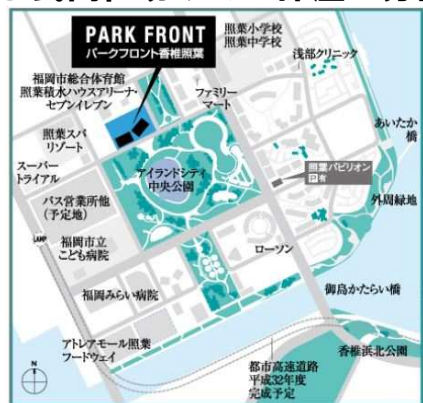 PARK FRONT
パークフロント香椎照葉
照葉小学校
照葉中学校
浅部クリニック
福岡市総合体育館
照葉積水ハウスアリーナ・
セブンイレブン
ファミリー
マート
あいたか
橋
照葉スパ
リゾート
スーパー
トライアル
アイランドシティ
中央公園
照葉パビリオン
P有
外周緑地
バス営業所他
(予定地)
RAMP
福岡市立
こども病院
ローソン
福岡みらい病院
御島かたらい橋
アトレアモール照葉
フードウェイ
香椎浜北公園
都市高速道路
平成32年度
完成予定
N